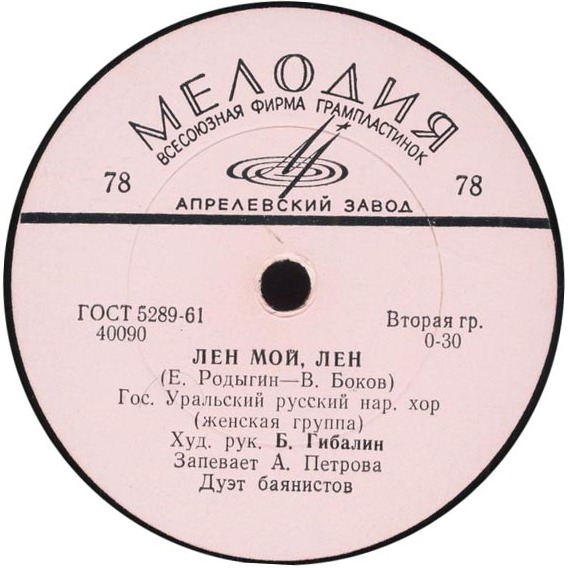 МЕЛОДИЯ
ВСЕСОЮЗНАЯ ФИРМА ГРАМПЛАСТИНОК
78 78
АПРЕЛЕВСКИЙ ЗАВОД
ГОСТ 5289-61 Вторая гр.
40090 0-30
ЛЕН МОЙ, ЛЕН
(Е. Родыгин—В. Боков)
Гос. Уральский русский нар. хор
(женская группа)
Худ. рук. Б. Гибалин
Запевает А. Петрова
Дуэт баянистов